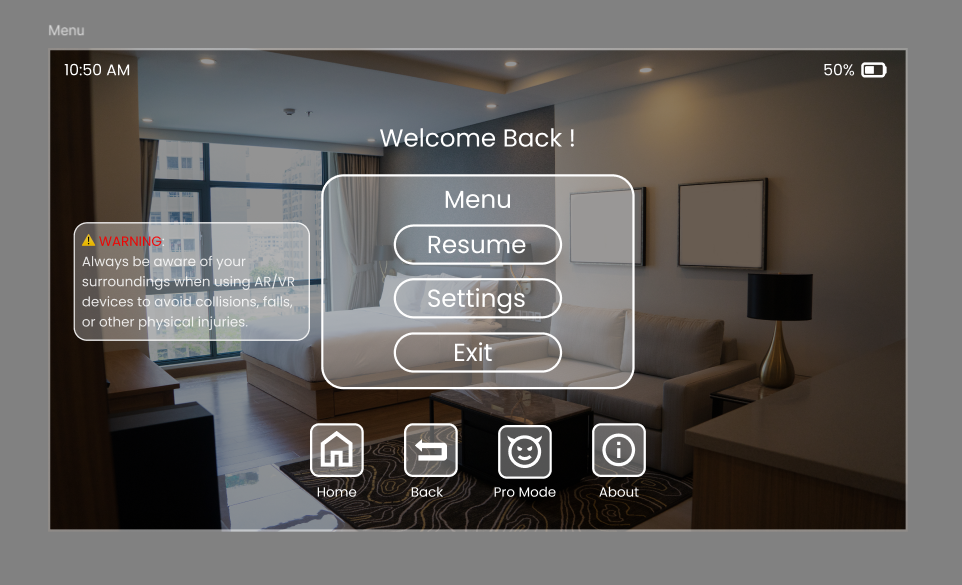 Menu
10:50 AM
50%
Welcome Back !
Menu
Resume
Settings
Exit
⚠ WARNING:
Always be aware of your
surroundings when using AR/VR
devices to avoid collisions, falls,
or other physical injuries.
Home
Back
Pro Mode
About